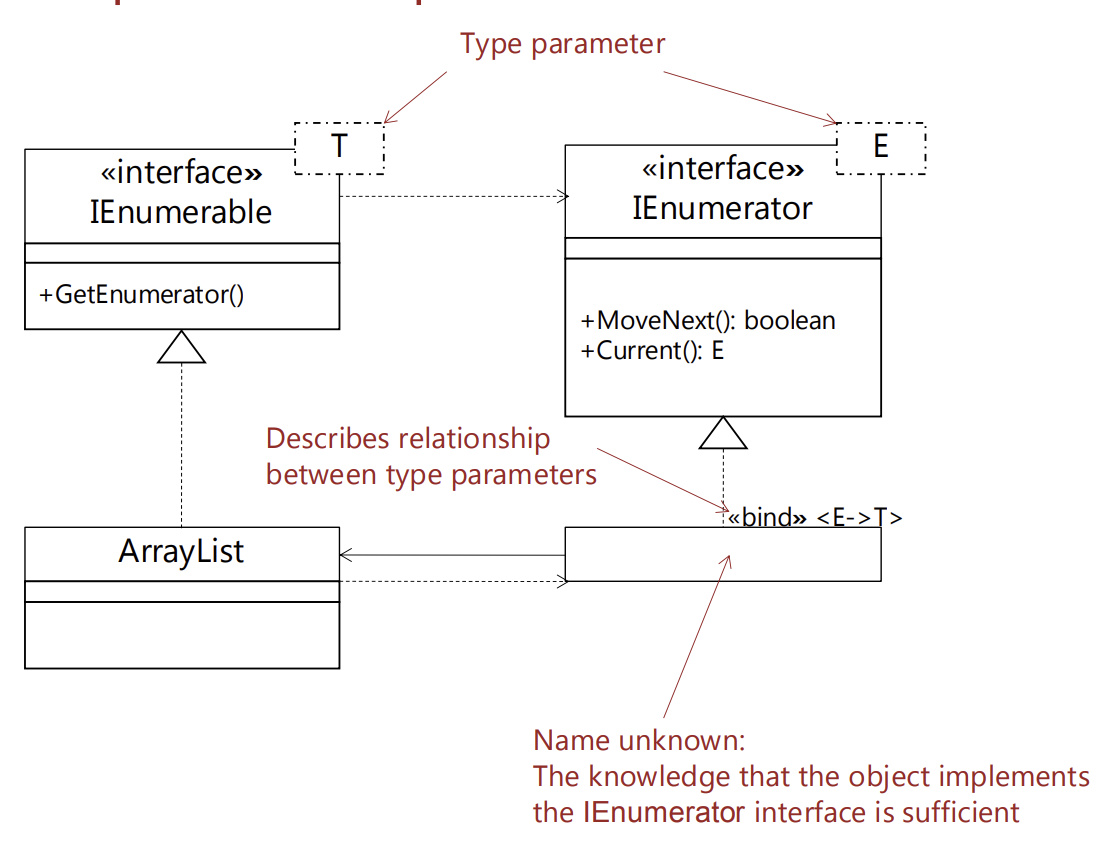 Type parameter
T
E
«interface»
IEnumerable
«interface»
IEnumerator
+GetEnumerator()
+MoveNext(): boolean
+Current(): E
Describes relationship
between type parameters
«bind» <E->T>
ArrayList
Name unknown:
The knowledge that the object implements
the IEnumerator interface is sufficient